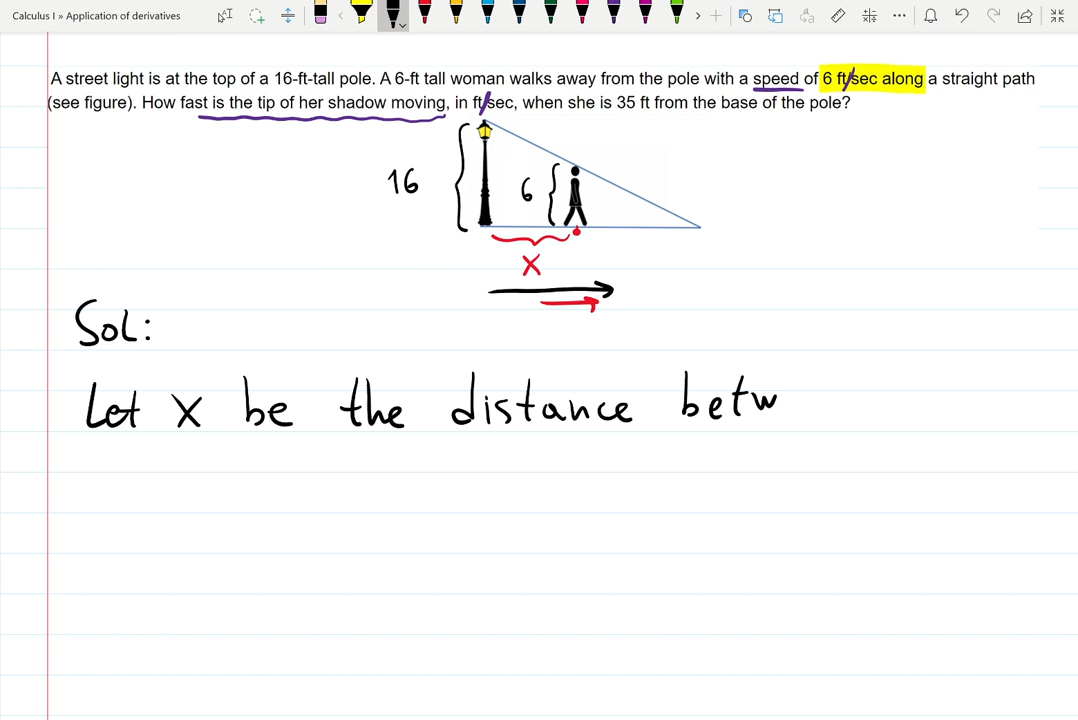 Calculus I » Application of derivatives
A street light is at the top of a 16-ft-tall pole. A 6-ft tall woman walks away from the pole with a speed of 6 ft/sec along a straight path
(see figure). How fast is the tip of her shadow moving, in ft/sec, when she is 35 ft from the base of the pole?
16
6
X
Sol:
Let X be the distance betw